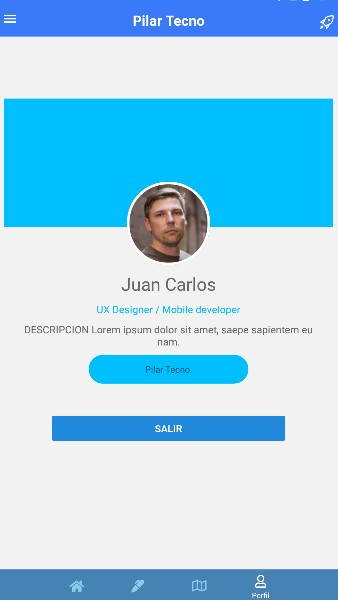 Pilar Tecno
Juan Carlos
UX Designer / Mobile developer
DESCRIPCION Lorem ipsum dolor sit amet, saepe sapientem eu
nam.
Pilar Tecno
SALIR
Perfil